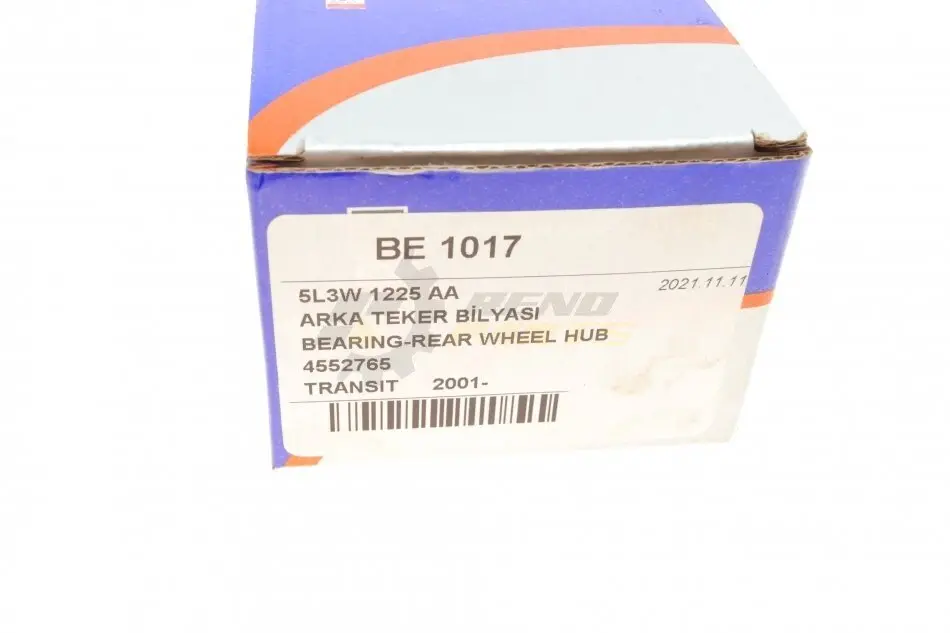 BE 1017
5L3W 1225 AA
2021.11.11
ARKA TEKER BİLYASI
BEARING-REAR WHEEL HUB
4552765
TRANSIT 2001-
RENO